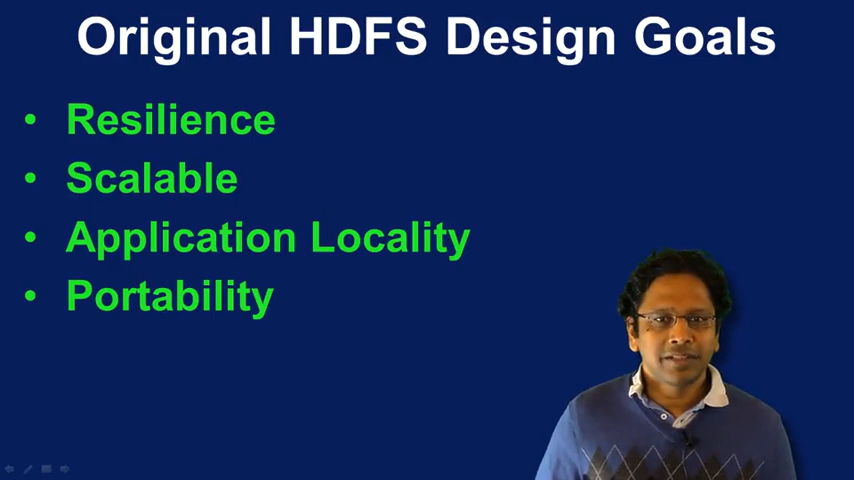 Original HDFS Design Goals
• Resilience
• Scalable
• Application Locality
• Portability